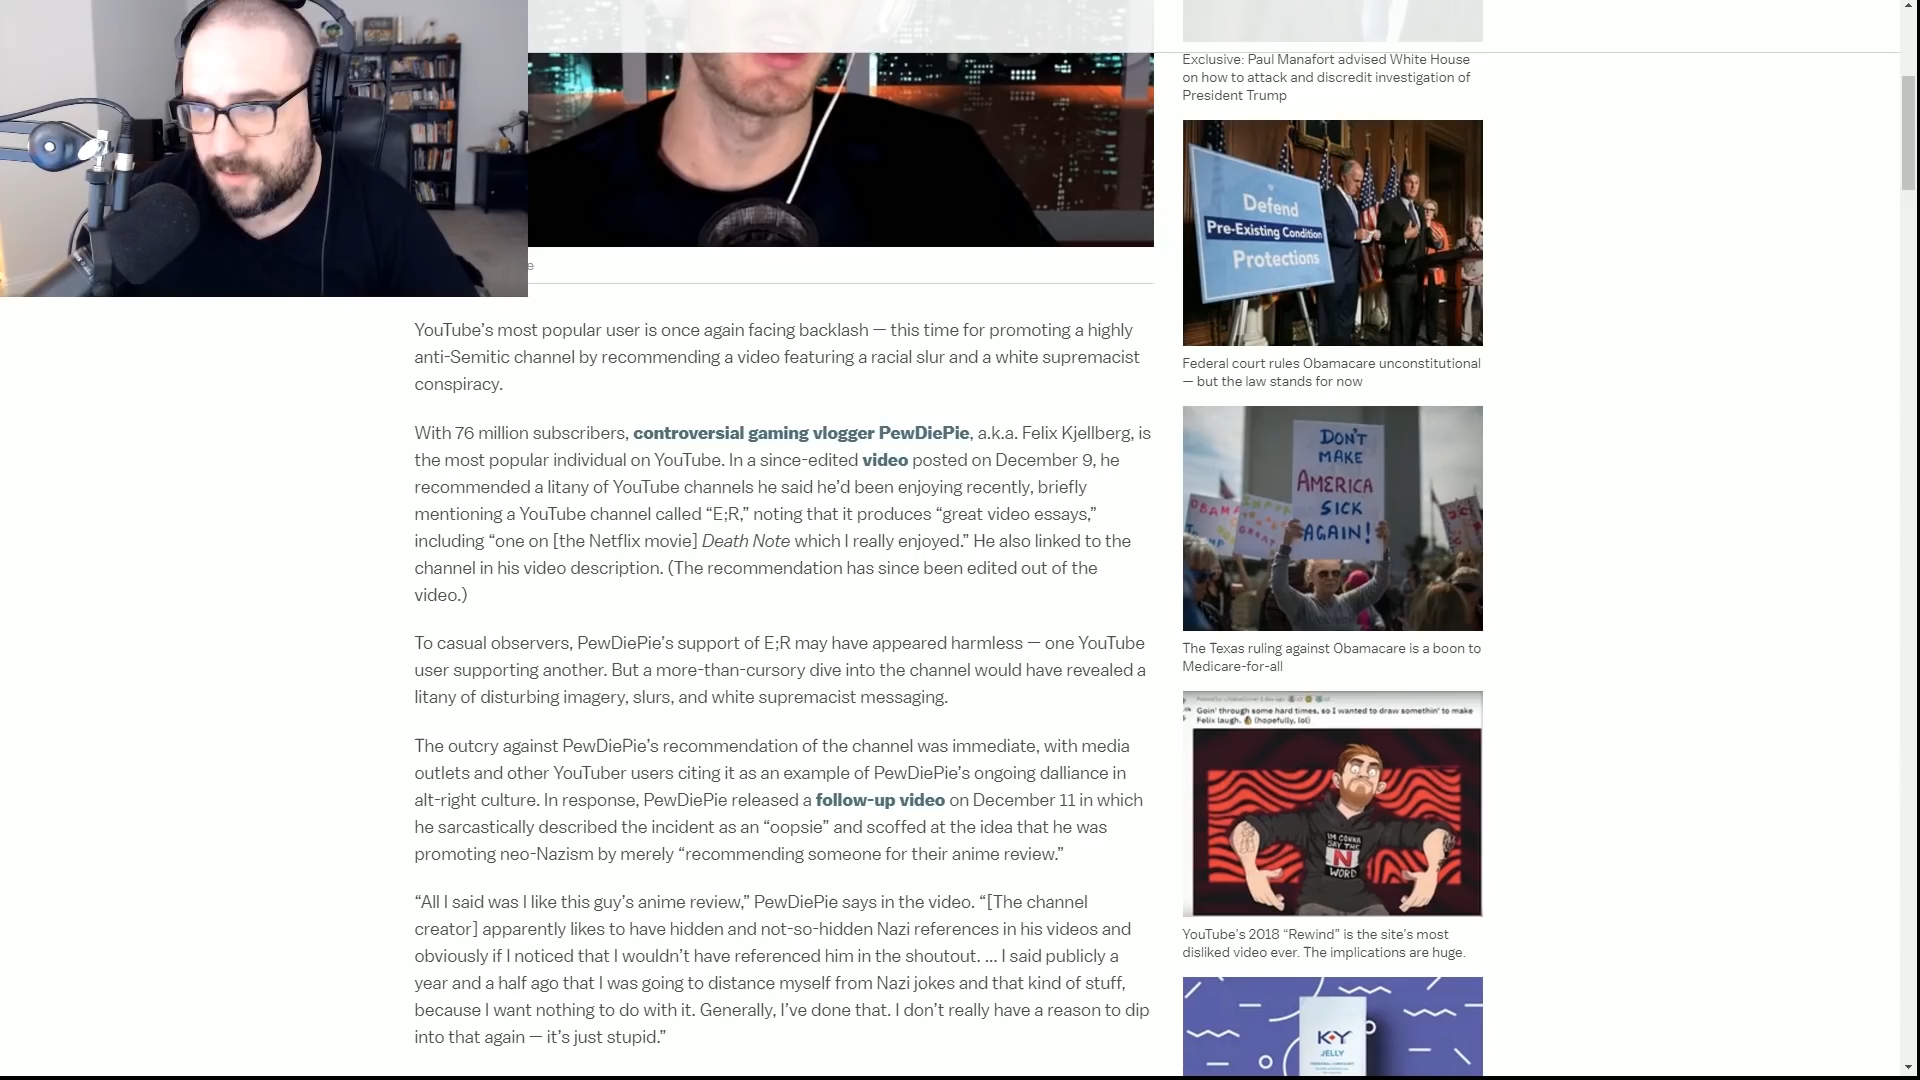 Exclusive: Paul Manafort advised White House
on how to attack and discredit investigation of
President Trump
Defend
Pre-Existing Condition
Protections
e
YouTube’s most popular user is once again facing backlash — this time for promoting a highly
anti-Semitic channel by recommending a video featuring a racial slur and a white supremacist
conspiracy.
With 76 million subscribers, controversial gaming vlogger PewDiePie, a.k.a. Felix Kjellberg, is
the most popular individual on YouTube. In a since-edited video posted on December 9, he
recommended a litany of YouTube channels he said he’d been enjoying recently, briefly
mentioning a YouTube channel called “E;R,” noting that it produces “great video essays,”
including “one on [the Netflix movie] Death Note which I really enjoyed.” He also linked to the
channel in his video description. (The recommendation has since been edited out of the
video.)
To casual observers, PewDiePie’s support of E;R may have appeared harmless — one YouTube
user supporting another. But a more-than-cursory dive into the channel would have revealed a
litany of disturbing imagery, slurs, and white supremacist messaging.
The outcry against PewDiePie’s recommendation of the channel was immediate, with media
outlets and other YouTuber users citing it as an example of PewDiePie’s ongoing dalliance in
alt-right culture. In response, PewDiePie released a follow-up video on December 11 in which
he sarcastically described the incident as an “oopsie” and scoffed at the idea that he was
promoting neo-Nazism by merely “recommending someone for their anime review.”
“All I said was I like this guy’s anime review,” PewDiePie says in the video. “[The channel
creator] apparently likes to have hidden and not-so-hidden Nazi references in his videos and
obviously if I noticed that I wouldn’t have referenced him in the shoutout. ... I said publicly a
year and a half ago that I was going to distance myself from Nazi jokes and that kind of stuff,
because I want nothing to do with it. Generally, I’ve done that. I don’t really have a reason to dip
into that again — it’s just stupid.”
Federal court rules Obamacare unconstitutional
— but the law stands for now
DON'T
MAKE
AMERICA
SICK
AGAIN!
OBAMA
The Texas ruling against Obamacare is a boon to
Medicare-for-all
Goin' through some hard times, so I wanted to draw somethin' to make
Felix laugh. (hopefully, lol)
IM GONNA
SAY THE
N
WORD
YouTube’s 2018 “Rewind” is the site’s most
disliked video ever. The implications are huge.
K-Y
JELLY